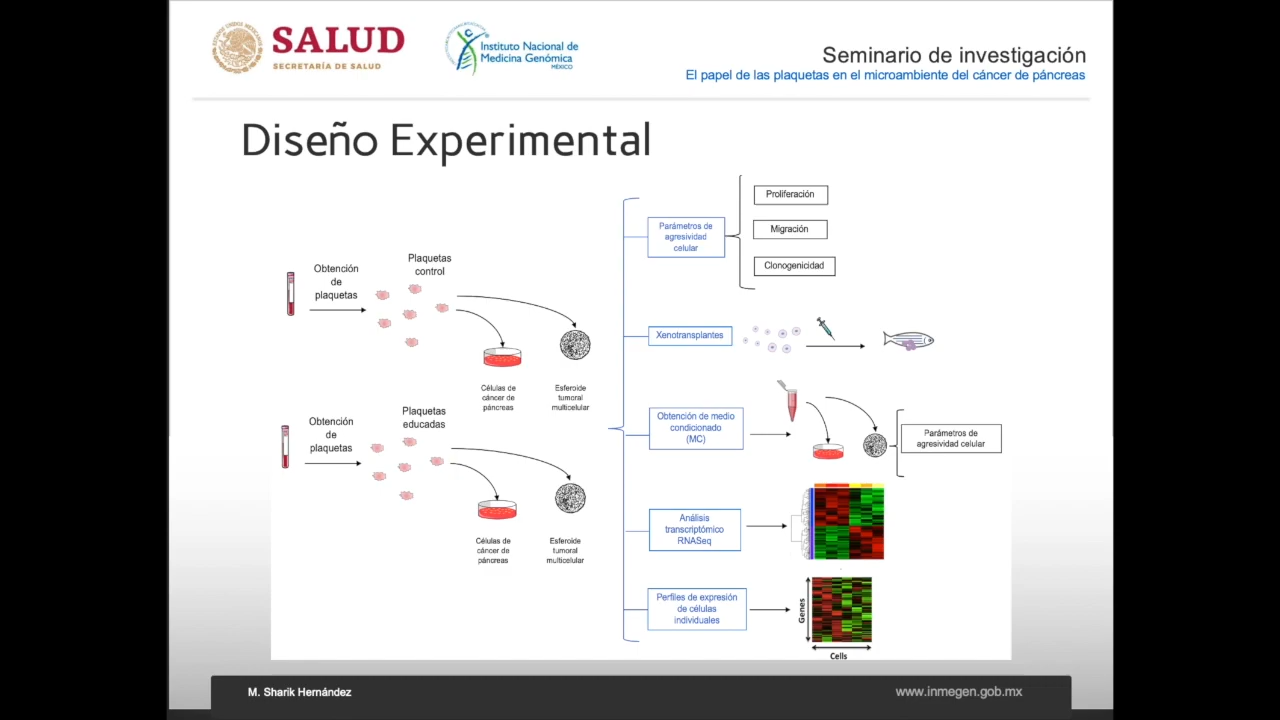 SALUD
SECRETARÍA DE SALUD
Instituto Nacional de
Medicina Genómica
MÉXICO
Seminario de investigación
El papel de las plaquetas en el microambiente del cáncer de páncreas
Diseño Experimental
Obtención
de
plaquetas
Plaquetas
control
Células de
cáncer de
páncreas
Esferoide
tumoral
multicelular
Obtención
de
plaquetas
Plaquetas
educadas
Células de
cáncer de
páncreas
Esferoide
tumoral
multicelular
Parámetros de
agresividad
celular
Proliferación
Migración
Clonogenicidad
Xenotransplantes
Obtención de medio
condicionado
(MC)
Parámetros de
agresividad celular
Análisis
transcriptómico
RNASeq
Perfiles de expresión
de células
individuales
Genes
Cells
M. Sharik Hernández
www.inmegen.gob.mx